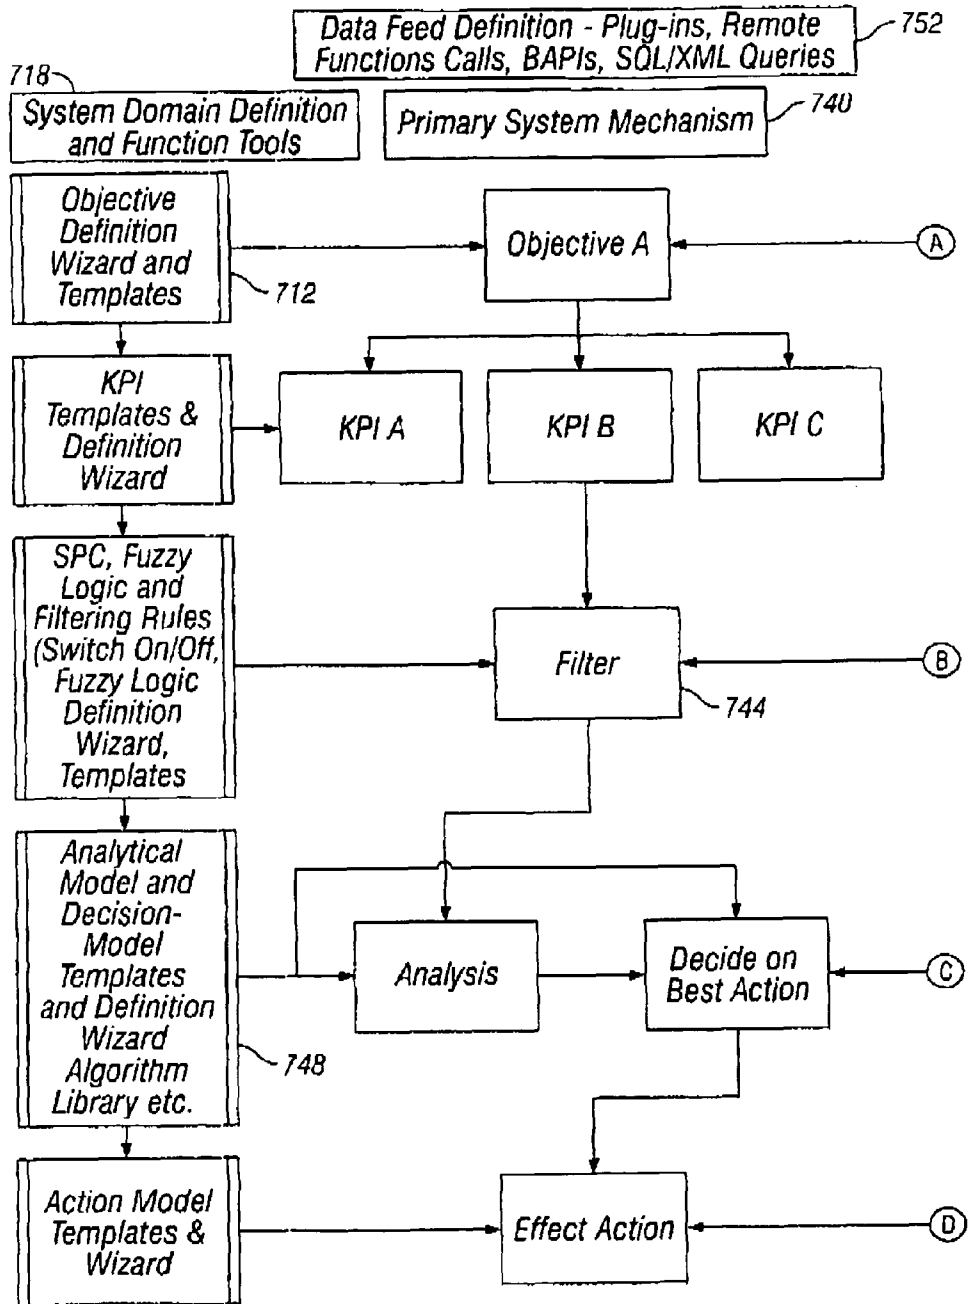 Data Feed Definition - Plug-ins, Remote
Functions Calls, BAPIs, SQL/XML Queries
752
718
System Domain Definition
and Function Tools
Primary System Mechanism
740
Objective
Definition
Wizard and
Templates
712
Objective A
A
KPI
Templates &
Definition
Wizard
KPI A
KPI B
KPI C
SPC, Fuzzy
Logic and
Filtering Rules
(Switch On/Off,
Fuzzy Logic
Definition
Wizard,
Templates
Filter
744
B
Analytical
Model and
Decision-
Model
Templates
and Definition
Wizard
Algorithm
Library etc.
748
Analysis
Decide on
Best Action
C
Action Model
Templates &
Wizard
Effect Action
D